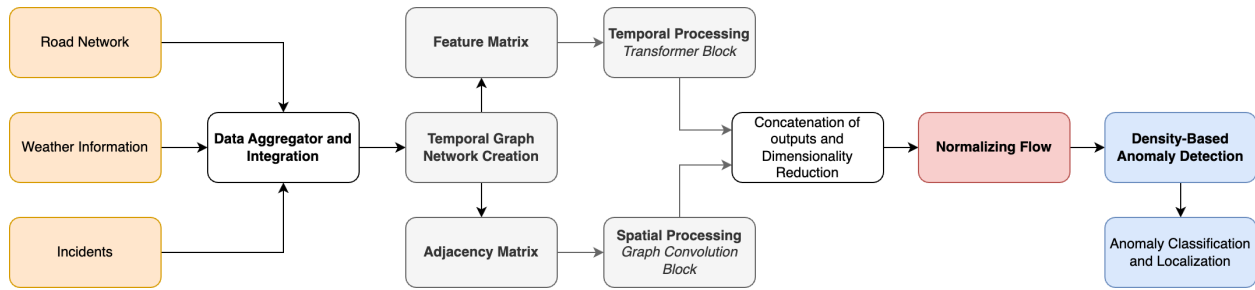 Road Network
Weather Information
Incidents
Data Aggregator and
Integration
Feature Matrix
Temporal Graph
Network Creation
Adjacency Matrix
Temporal Processing
Transformer Block
Spatial Processing
Graph Convolution
Block
Concatenation of
outputs and
Dimensionality
Reduction
Normalizing Flow
Density-Based
Anomaly Detection
Anomaly Classification
and Localization